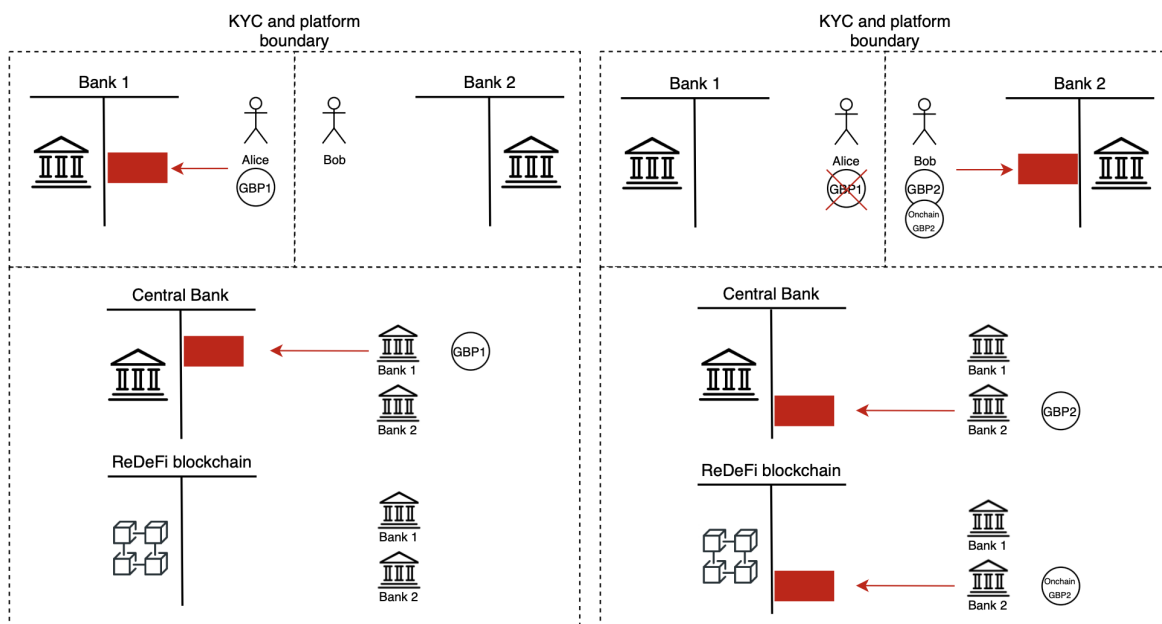 KYC and platform
boundary
Bank 1
Bank 2
Alice
Bob
GBP1
Central Bank
Bank 1
GBP1
Bank 2
ReDeFi blockchain
Bank 1
Bank 2
KYC and platform
boundary
Bank 1
Bank 2
Alice
Bob
GBP1
GBP2
Onchain
GBP2
Central Bank
Bank 1
Bank 2
GBP2
ReDeFi blockchain
Bank 1
Bank 2
Onchain
GBP2